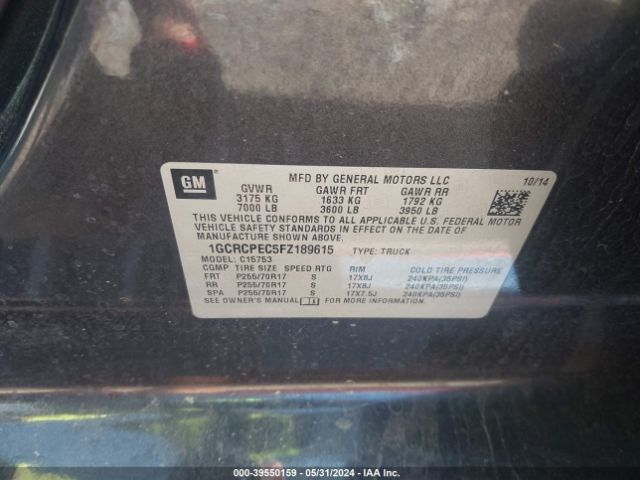 GM
MFD BY GENERAL MOTORS LLC 10/14
GVWR GAWR FRT GAWR RR
3175 KG 1633 KG 1792 KG
7000 LB 3600 LB 3950 LB
THIS VEHICLE CONFORMS TO ALL APPLICABLE U.S. FEDERAL MOTOR
VEHICLE SAFETY STANDARDS IN EFFECT ON THE DATE OF
MANUFACTURE SHOWN ABOVE.
1GCRCPEC5FZ189615 TYPE: TRUCK
MODEL: C15753
COMP TIRE SIZE SPEED RTG RIM COLD TIRE PRESSURE
FRT P255/70R17 S 17X8J 240KPA(35PSI)
RR P255/70R17 S 17X8J 240KPA(35PSI)
SPA P255/70R17 S 17X7.5J 240KPA(35PSI)
SEE OWNER'S MANUAL FOR MORE INFORMATION.
000-39550159 - 05/31/2024 - IAA Inc.